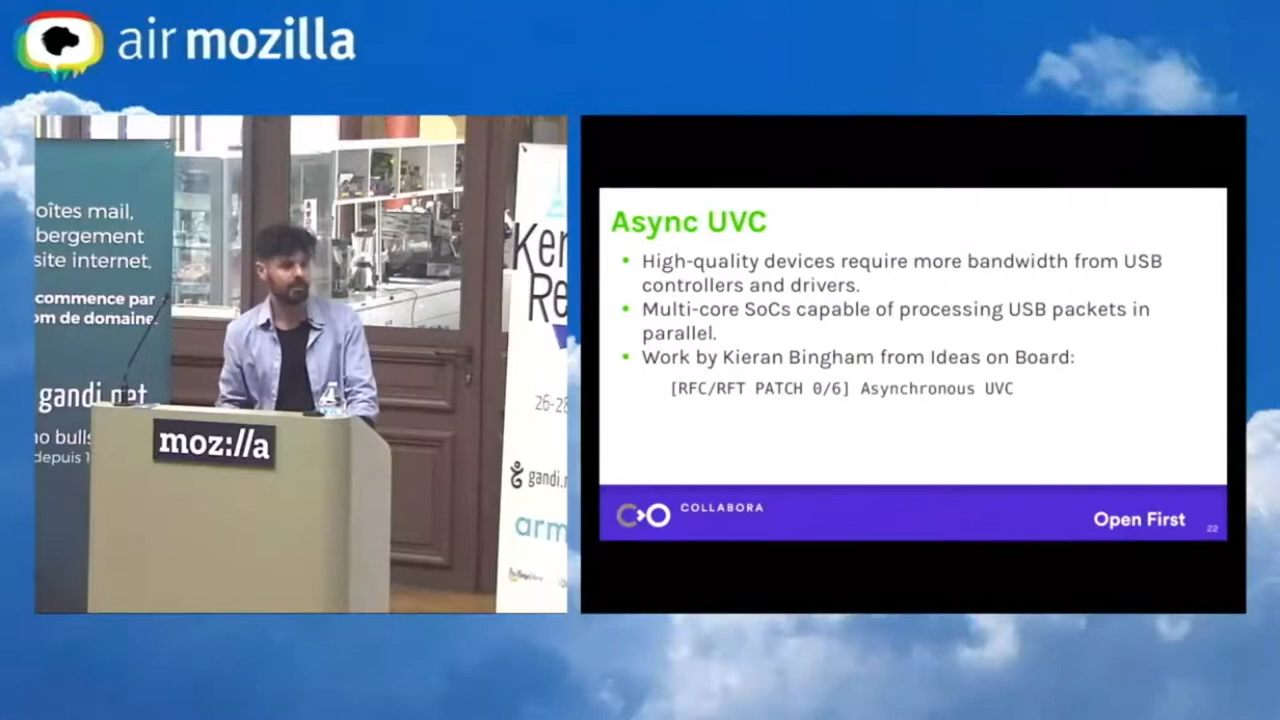 air mozilla
oîtes mail,
bergement
site internet,
commence par
om de domaine.
gandi.net
no bulls
depuis 1
moz://a
Ker
Re
26-28
gandi.n
arm
Async UVC
• High-quality devices require more bandwidth from USB
controllers and drivers.
• Multi-core SoCs capable of processing USB packets in
parallel.
• Work by Kieran Bingham from Ideas on Board:
[RFC/RFT PATCH 0/6] Asynchronous UVC
COLLABORA
Open First
22